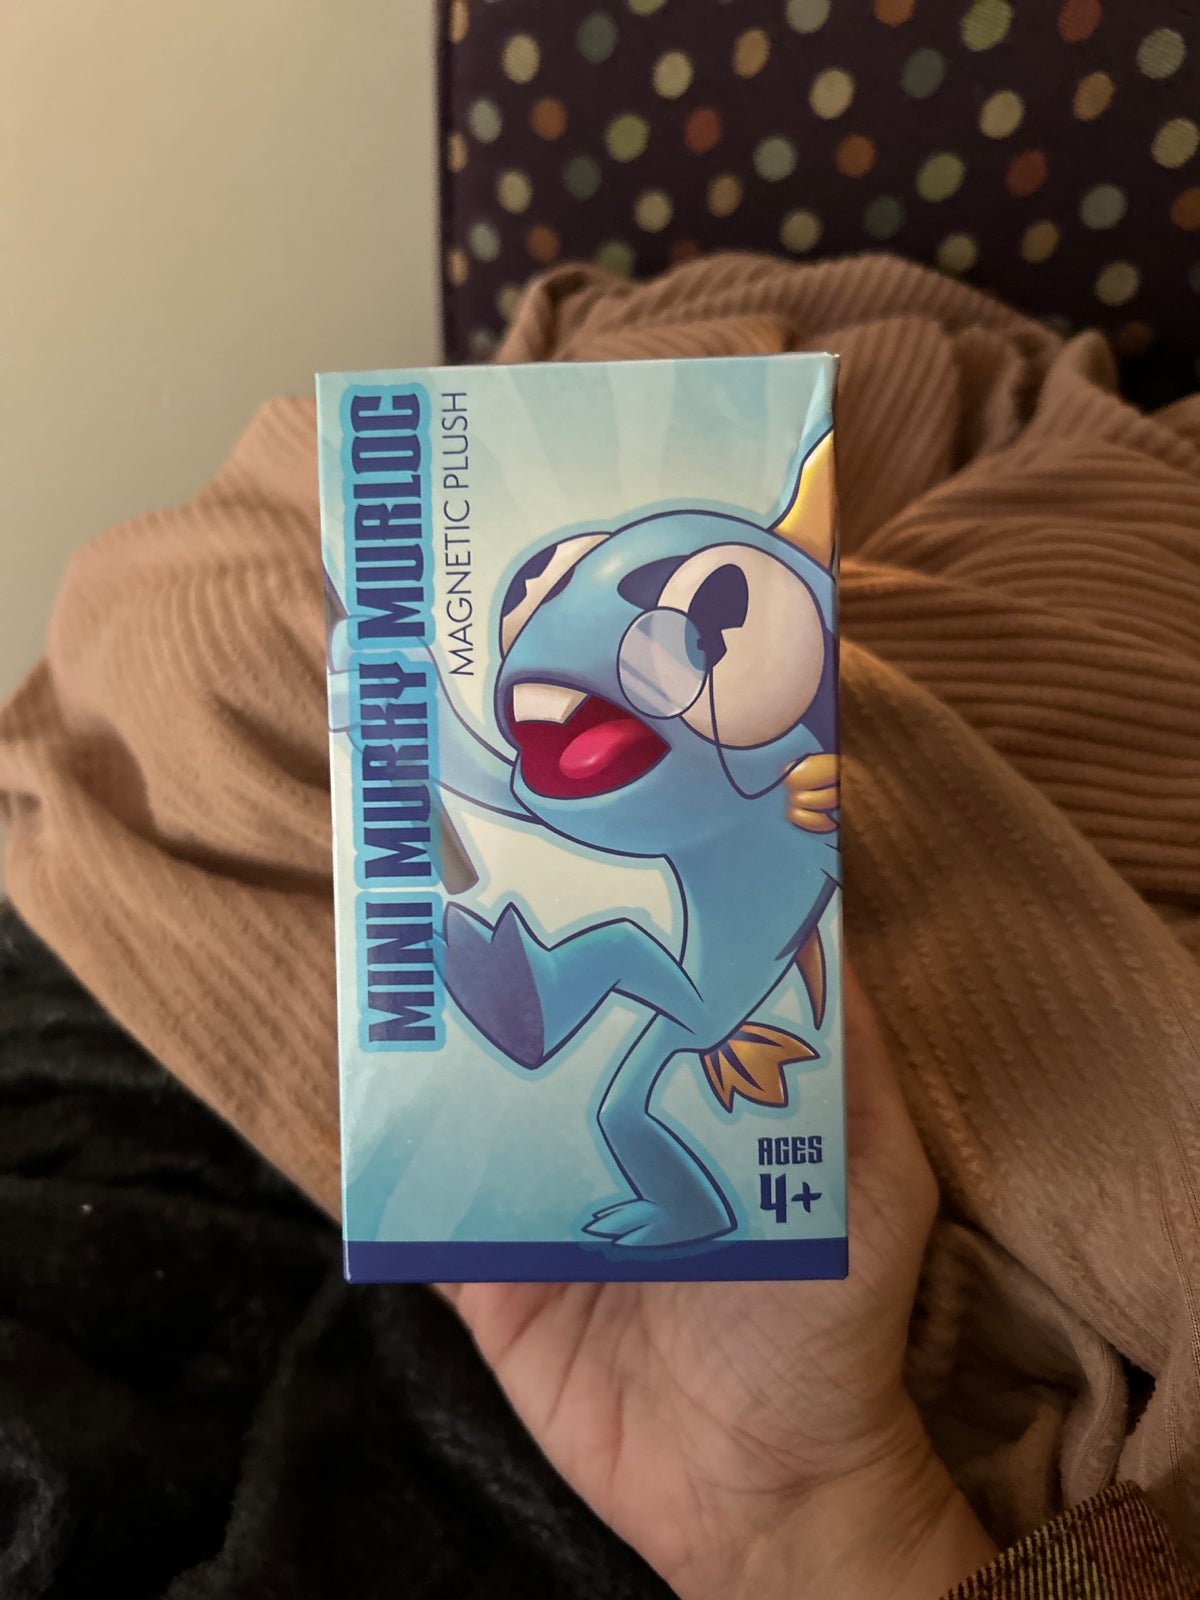 MINI MURKY MURLOC
MAGNETIC PLUSH
AGES
4+